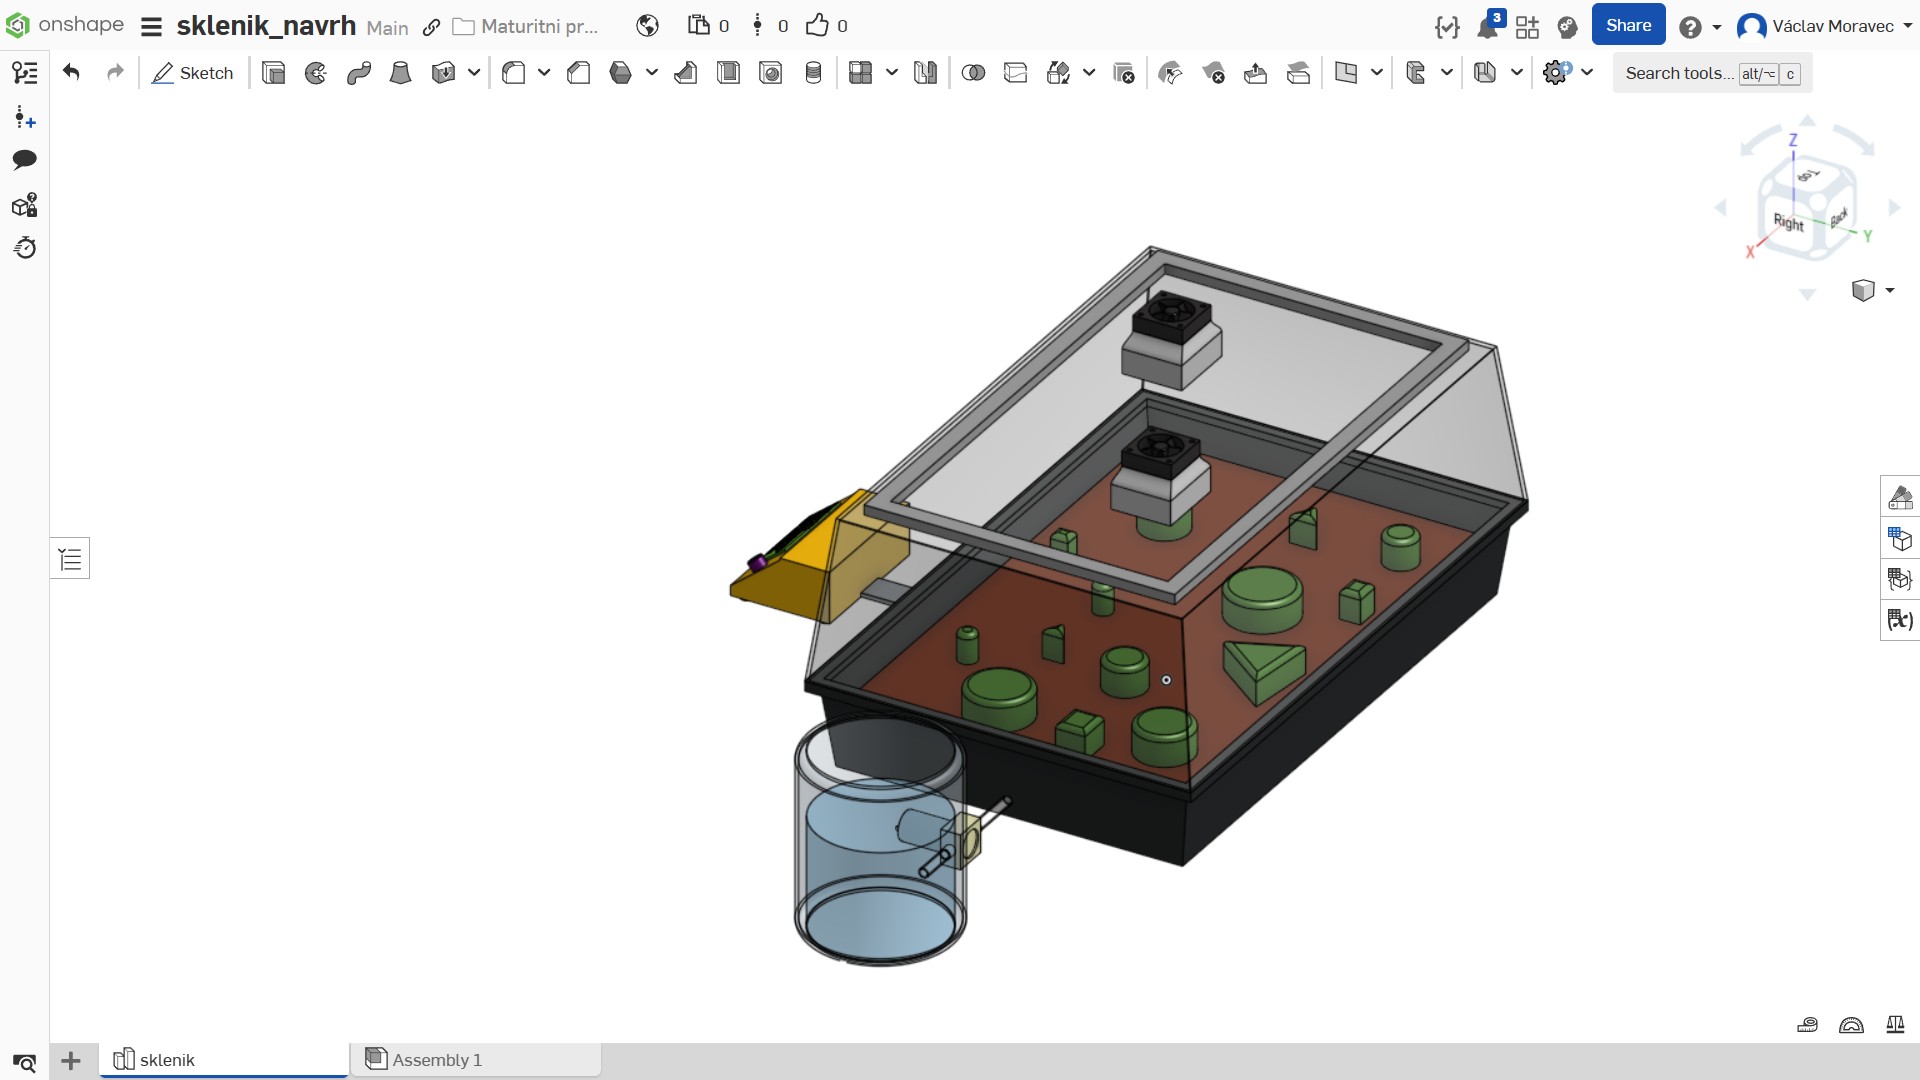 onshape
sklenik_navrh Main Maturitni pr... 0 0 0
3 Share Václav Moravec
Sketch
Search tools... alt/⌥ c
Z
Top
Right Back
X Y
sklenik
Assembly 1